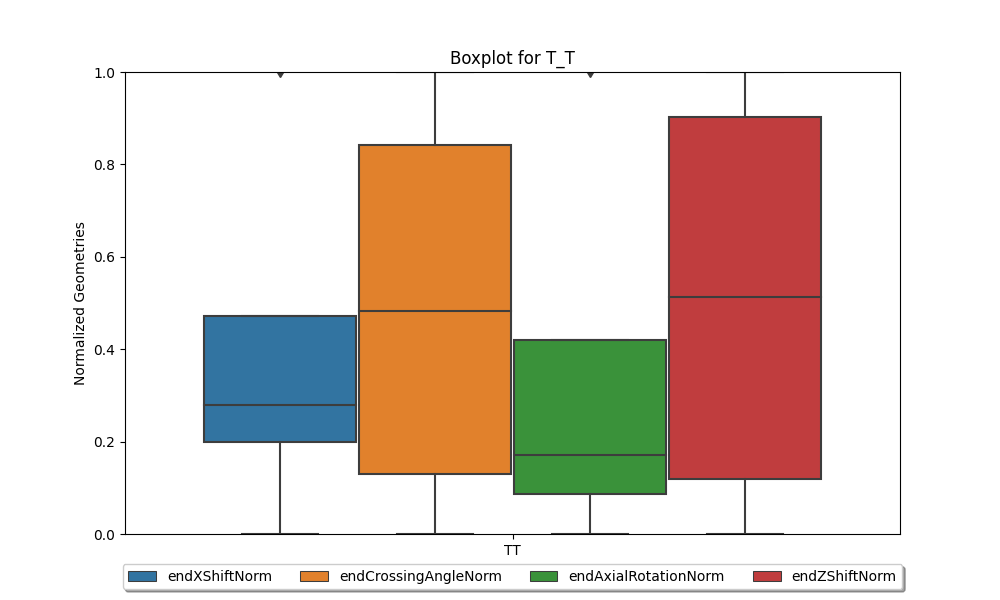 Boxplot for T_T
1.0
0.8
0.6
0.4
0.2
0.0
Normalized Geometries
TT
endXShiftNorm endCrossingAngleNorm endAxialRotationNorm endZShiftNorm